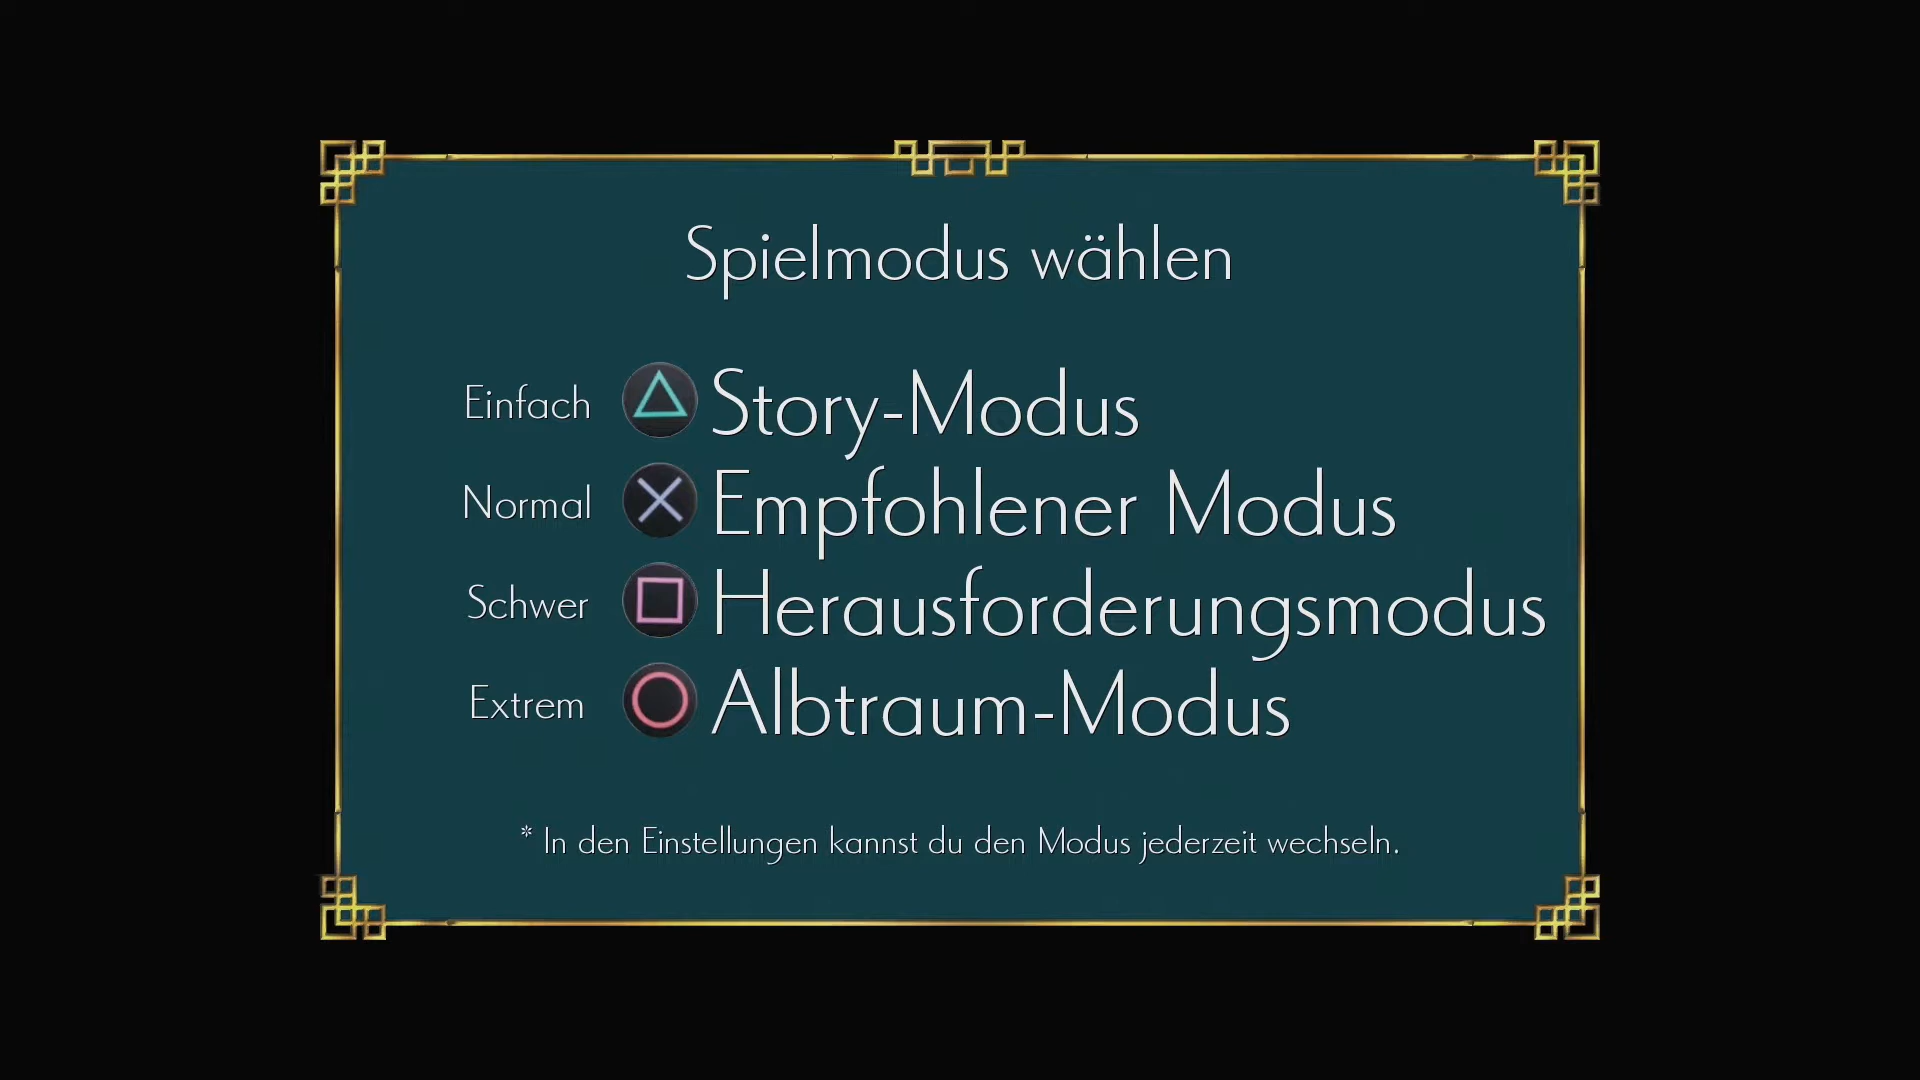 Spielmodus wählen
Einfach Story-Modus
Normal Empfohlener Modus
Schwer Herausforderungsmodus
Extrem Albtraum-Modus
* In den Einstellungen kannst du den Modus jederzeit wechseln.